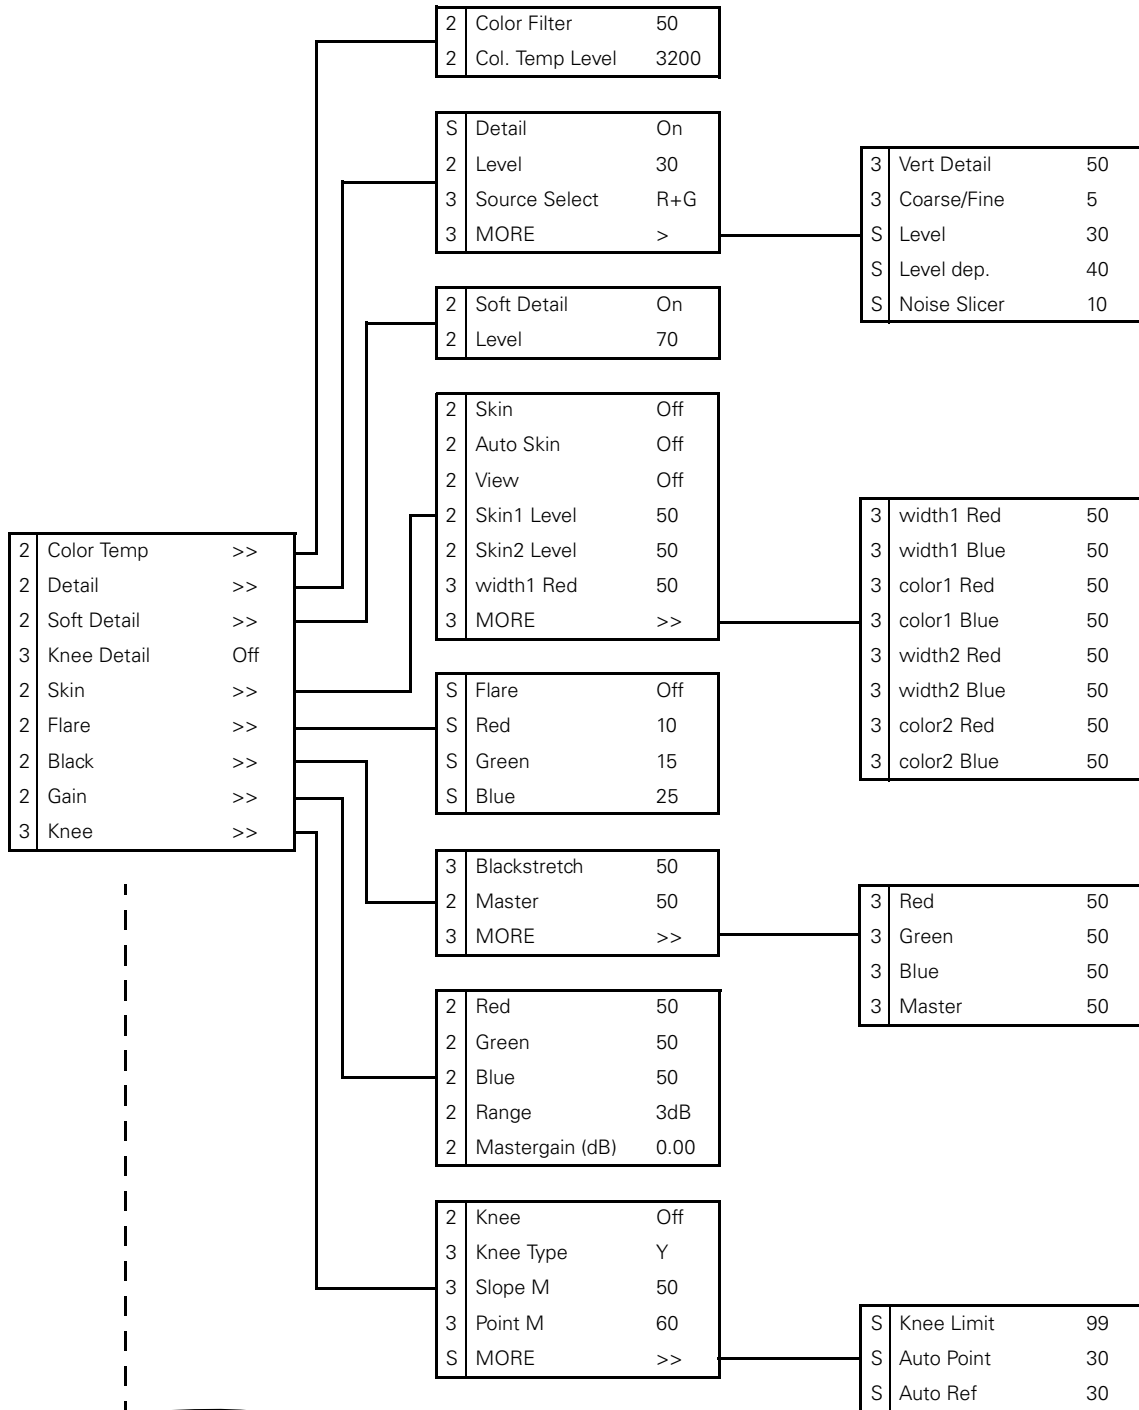 2 Color Filter 50
2 Col. Temp Level 3200
S Detail On
2 Level 30
3 Source Select R+G
3 MORE >
3 Vert Detail 50
3 Coarse/Fine 5
S Level 30
S Level dep. 40
S Noise Slicer 10
2 Soft Detail On
2 Level 70
2 Skin Off
2 Auto Skin Off
2 View Off
2 Skin1 Level 50
2 Skin2 Level 50
3 width1 Red 50
3 MORE >>
3 width1 Red 50
3 width1 Blue 50
3 color1 Red 50
3 color1 Blue 50
3 width2 Red 50
3 width2 Blue 50
3 color2 Red 50
3 color2 Blue 50
2 Color Temp >>
2 Detail >>
2 Soft Detail >>
3 Knee Detail Off
2 Skin >>
2 Flare >>
2 Black >>
2 Gain >>
3 Knee >>
S Flare Off
S Red 10
S Green 15
S Blue 25
3 Blackstretch 50
2 Master 50
3 MORE >>
3 Red 50
3 Green 50
3 Blue 50
3 Master 50
2 Red 50
2 Green 50
2 Blue 50
2 Range 3dB
2 Mastergain (dB) 0.00
2 Knee Off
3 Knee Type Y
3 Slope M 50
3 Point M 60
S MORE >>
S Knee Limit 99
S Auto Point 30
S Auto Ref 30